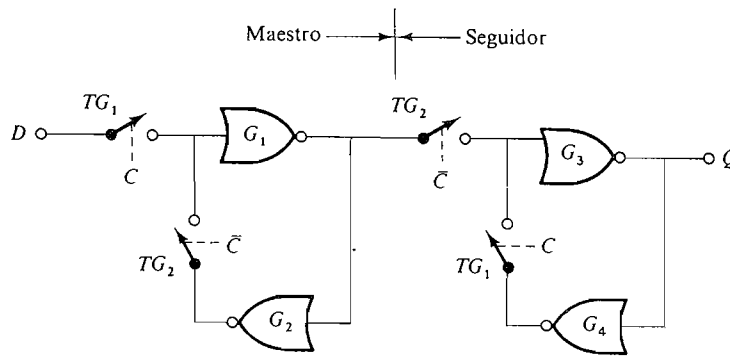 Maestro Seguidor
TG₁ TG₂
D G₁ G₃ Q
C C̄
C̄ C
TG₂ TG₁
G₂ G₄